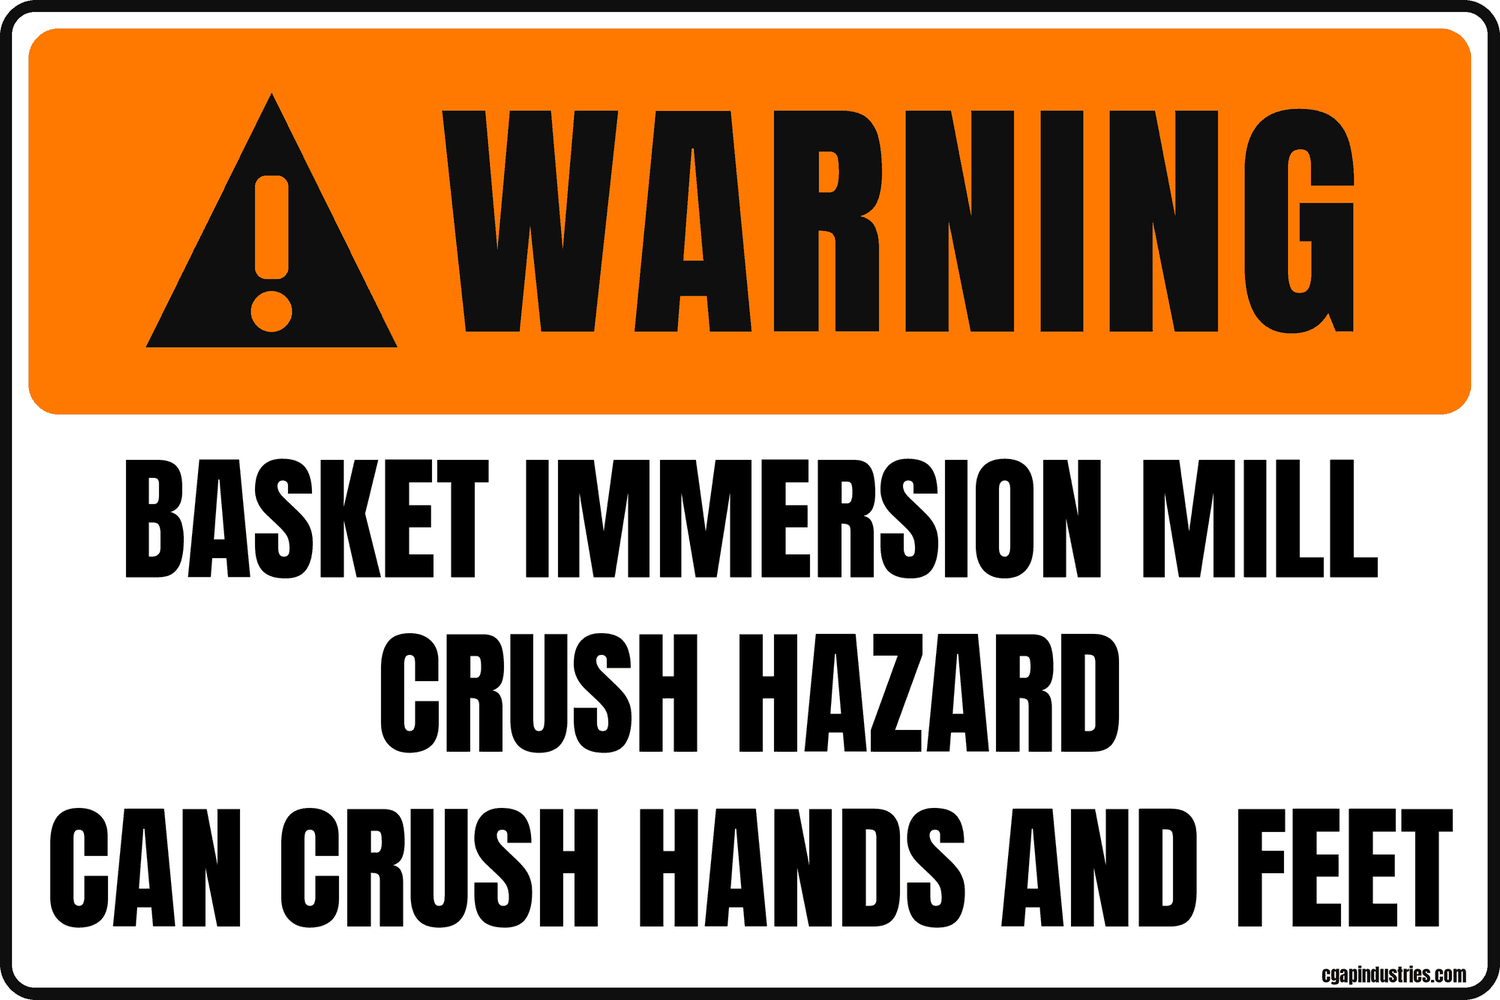 WARNING
BASKET IMMERSION MILL
CRUSH HAZARD
CAN CRUSH HANDS AND FEET
cgapindustries.com